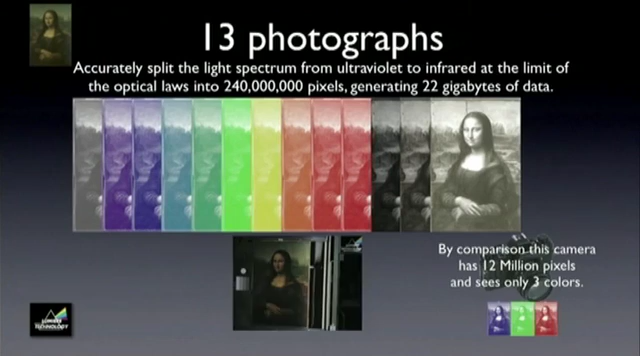 13 photographs
Accurately split the light spectrum from ultraviolet to infrared at the limit of
the optical laws into 240,000,000 pixels, generating 22 gigabytes of data.
By comparison this camera
has 12 Million pixels
and sees only 3 colors.
LUMIERE
TECHNOLOGY